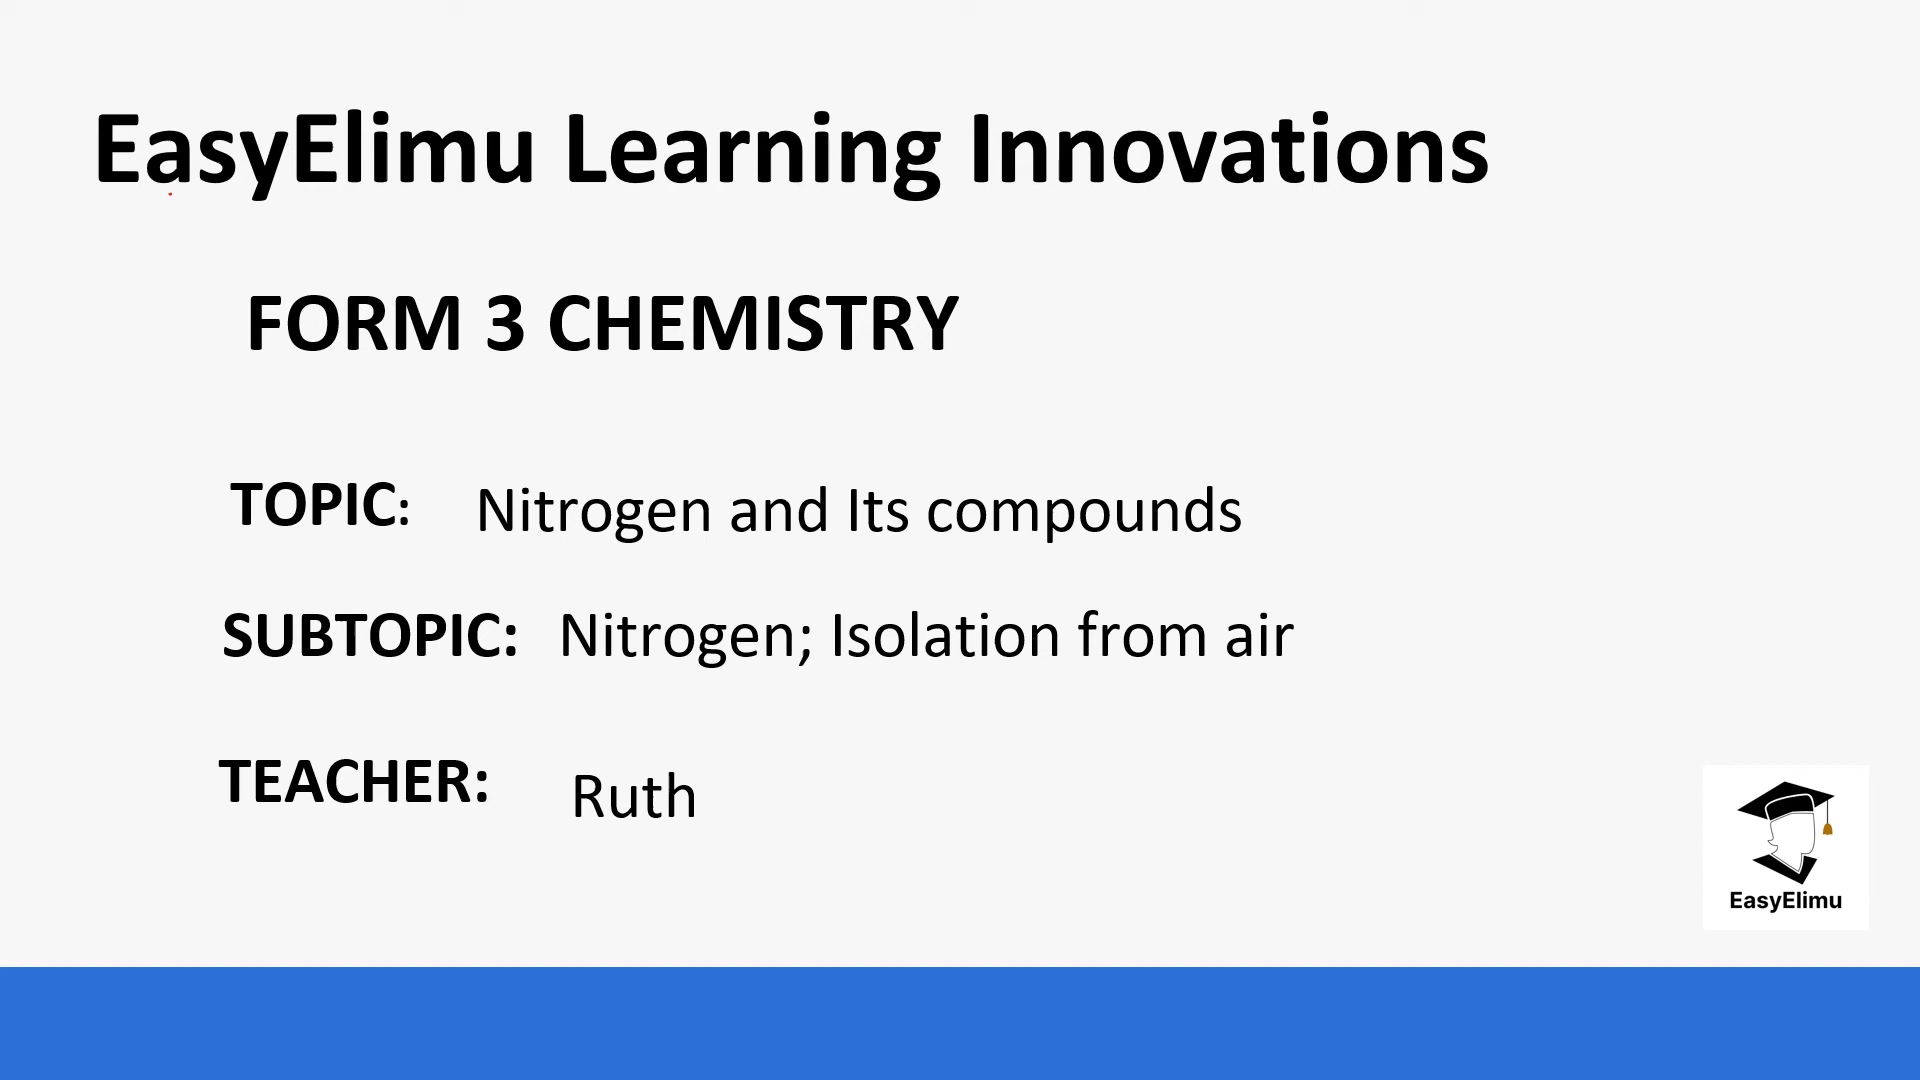 EasyElimu Learning Innovations
FORM 3 CHEMISTRY
TOPIC: Nitrogen and Its compounds
SUBTOPIC: Nitrogen; Isolation from air
TEACHER: Ruth
EasyElimu